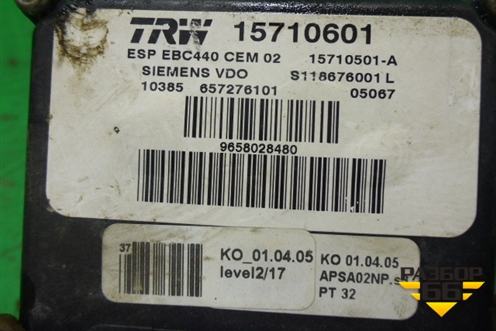 TRW 15710601
ESP EBC440 CEM 02 15710501-A
SIEMENS VDO S118676001 L
10385 657276101 05067
9658028480
37
KO_01.04.05
level2/17
KO 01.04.05
APSA02NP.s
PT 32
РАЗБОР
66